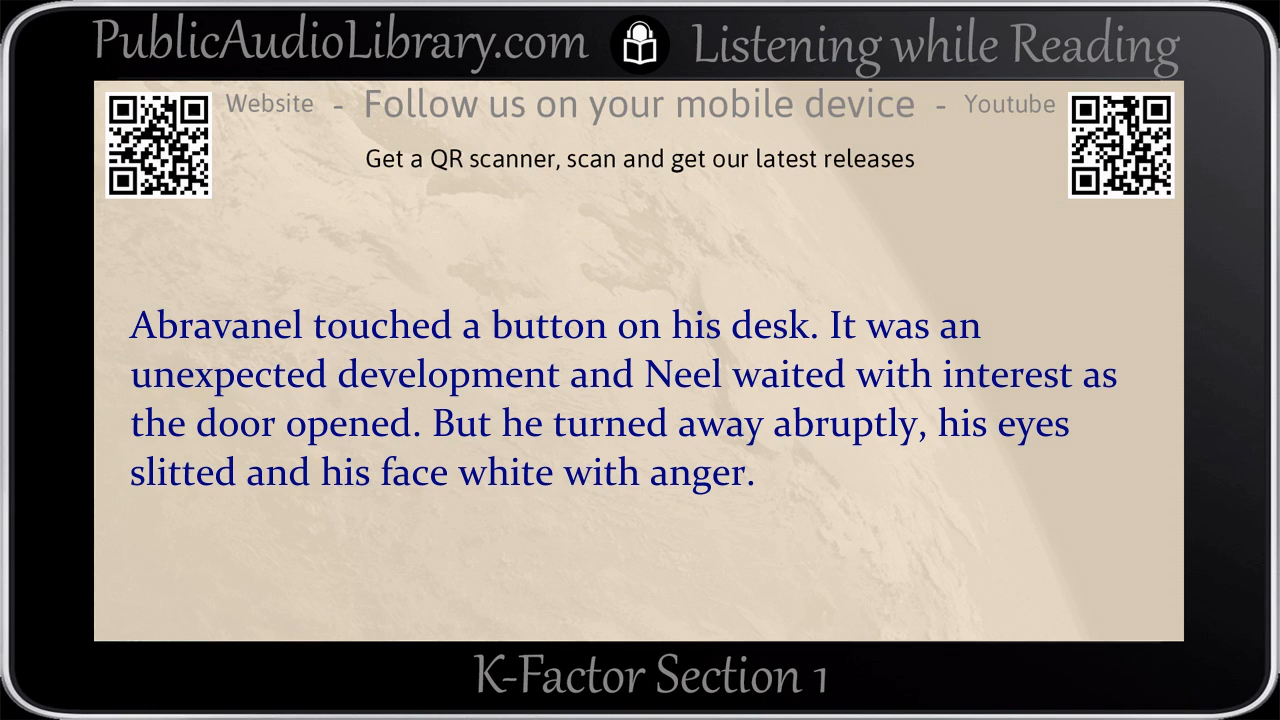 PublicAudioLibrary.com Listening while Reading
Website - Follow us on your mobile device - Youtube
Get a QR scanner, scan and get our latest releases
Abravanel touched a button on his desk. It was an
unexpected development and Neel waited with interest as
the door opened. But he turned away abruptly, his eyes
slitted and his face white with anger.
K-Factor Section 1